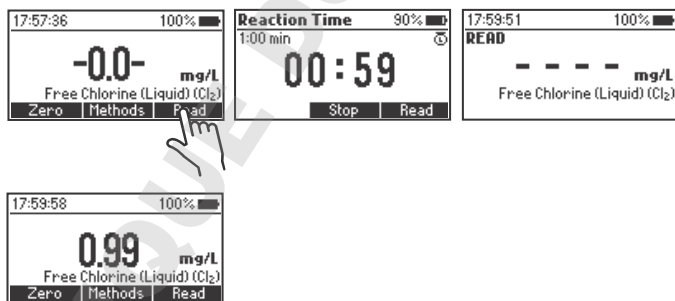 17:57:36 100%
-0.0- mg/L
Free Chlorine (Liquid) (Cl₂)
Zero Methods Read
Reaction Time 90%
1:00 min
00:59
Stop Read
17:59:51 100%
READ
---- mg/L
Free Chlorine (Liquid) (Cl₂)
17:59:58 100%
0.99 mg/L
Free Chlorine (Liquid) (Cl₂)
Zero Methods Read